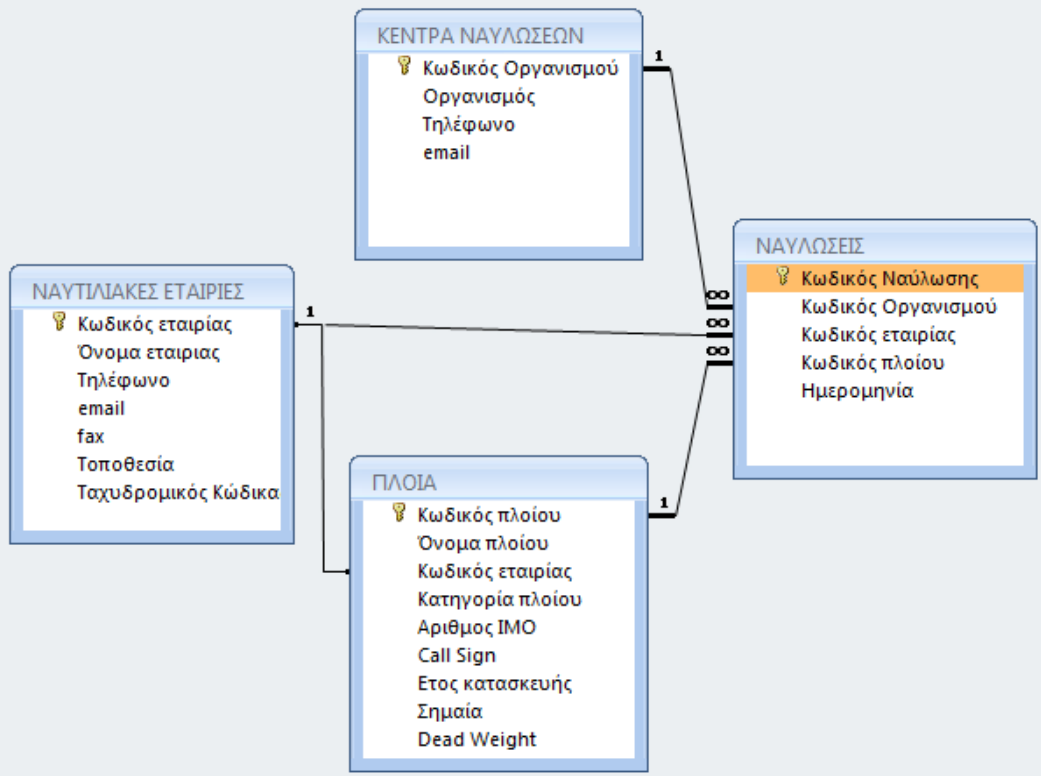 ΚΕΝΤΡΑ ΝΑΥΛΩΣΕΩΝ
Κωδικός Οργανισμού
Οργανισμός
Τηλέφωνο
email
1
ΝΑΥΛΩΣΕΙΣ
Κωδικός Ναύλωσης
Κωδικός Οργανισμού
Κωδικός εταιρίας
Κωδικός πλοίου
Ημερομηνία
∞
∞
∞
ΝΑΥΤΙΛΙΑΚΕΣ ΕΤΑΙΡΙΕΣ
Κωδικός εταιρίας
Όνομα εταιριας
Τηλέφωνο
email
fax
Τοποθεσία
Ταχυδρομικός Κώδικα
1
ΠΛΟΙΑ
Κωδικός πλοίου
Όνομα πλοίου
Κωδικός εταιρίας
Κατηγορία πλοίου
Αριθμος IMO
Call Sign
Ετος κατασκευής
Σημαία
Dead Weight
1